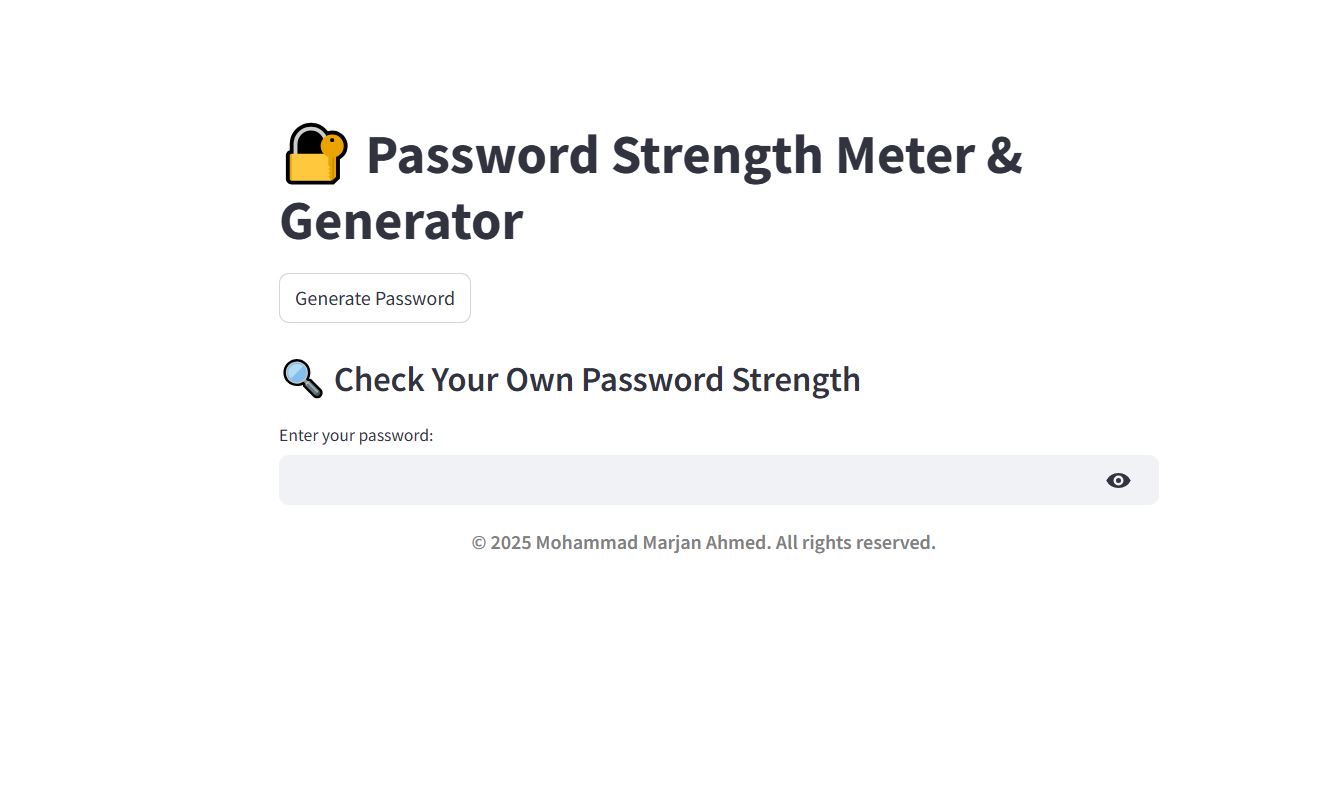 🔐 Password Strength Meter &
Generator
Generate Password
🔍 Check Your Own Password Strength
Enter your password:
© 2025 Mohammad Marjan Ahmed. All rights reserved.